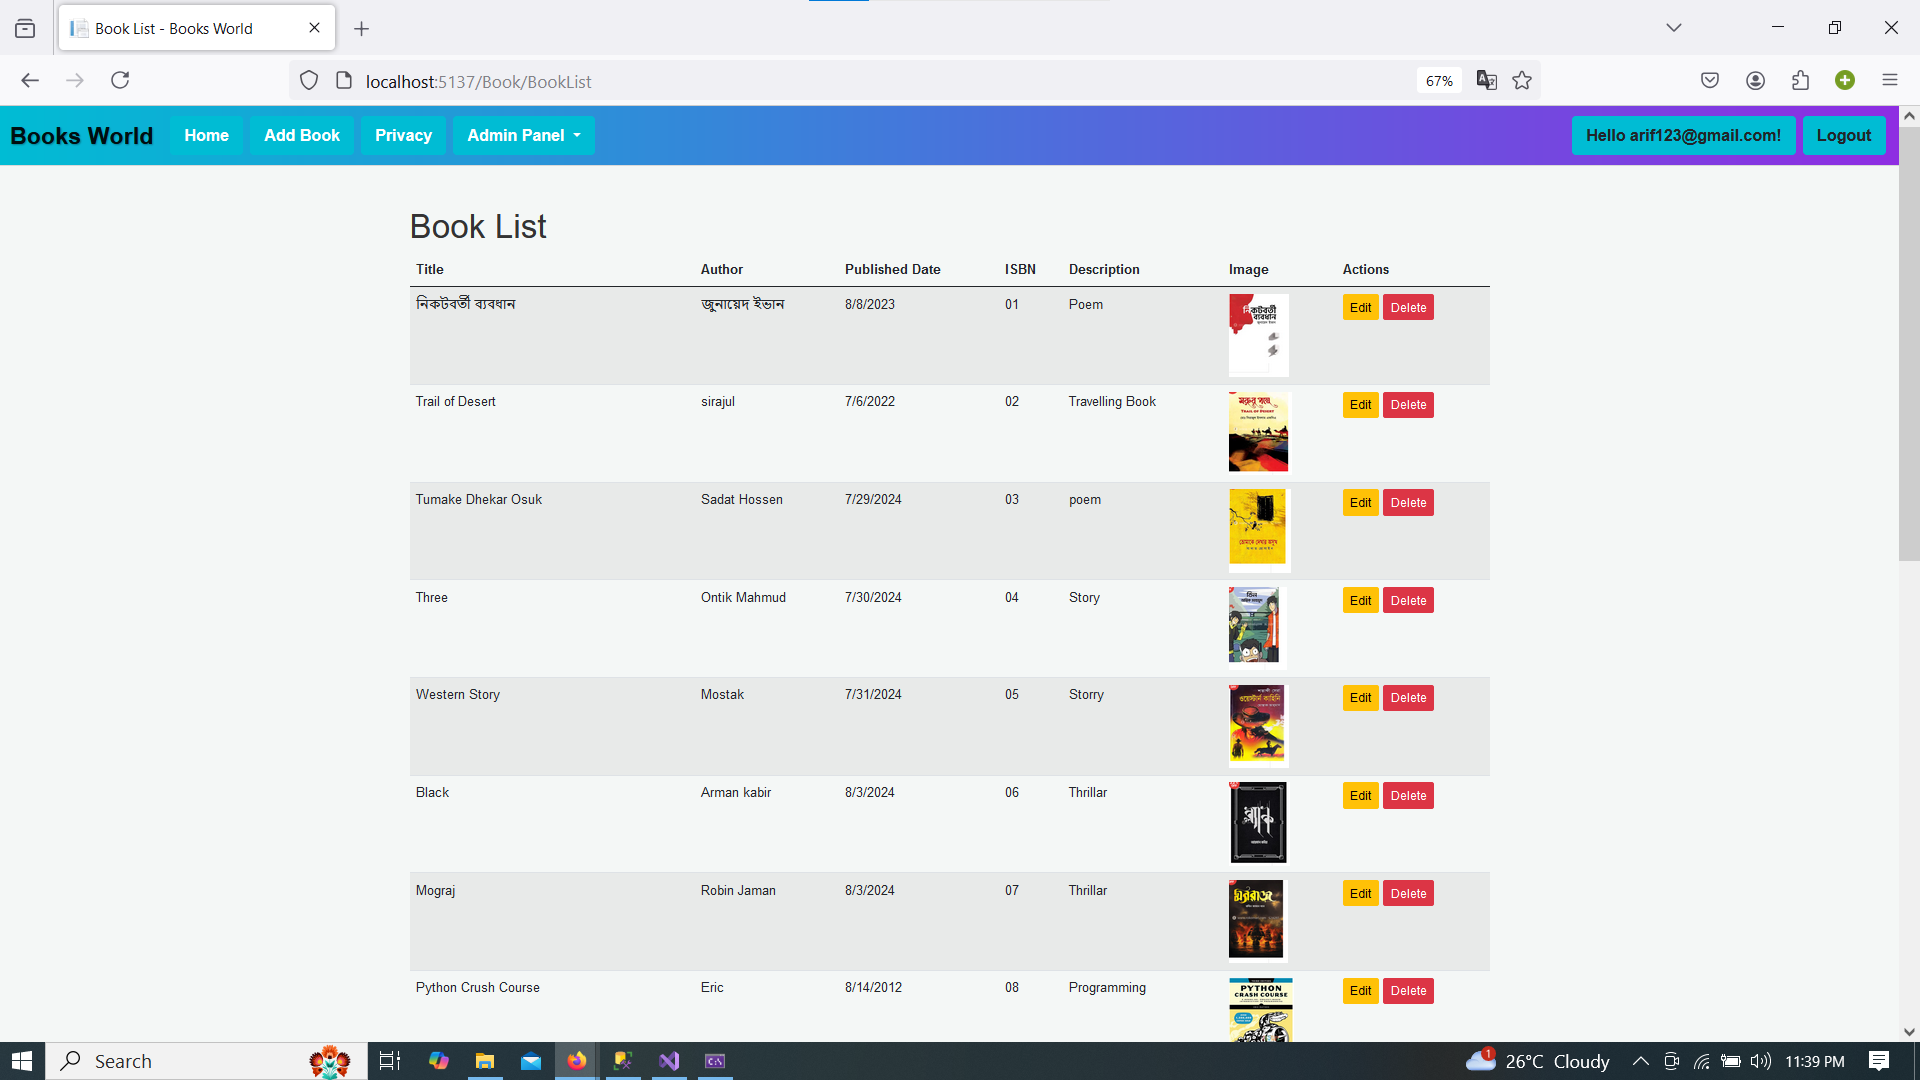 Book List - Books World
localhost:5137/Book/BookList
67%
Books World
Home
Add Book
Privacy
Admin Panel
Hello arif123@gmail.com!
Logout
Book List
Title Author Published Date ISBN Description Image Actions
নিকটবর্তী ব্যবধান জুনায়েদ ইভান 8/8/2023 01 Poem Edit Delete
নিকটবর্তী
ব্যবধান
Trail of Desert sirajul 7/6/2022 02 Travelling Book Edit Delete
TRAIL OF DESERT
Tumake Dhekar Osuk Sadat Hossen 7/29/2024 03 poem Edit Delete
Three Ontik Mahmud 7/30/2024 04 Story Edit Delete
তিন
Western Story Mostak 7/31/2024 05 Storry Edit Delete
ওয়েস্টার্ন কাহিনি
Black Arman kabir 8/3/2024 06 Thrillar Edit Delete
ব্ল্যাক
Mograj Robin Jaman 8/3/2024 07 Thrillar Edit Delete
Python Crush Course Eric 8/14/2012 08 Programming Edit Delete
PYTHON
CRASH COURSE
Search
1
26°C Cloudy
11:39 PM